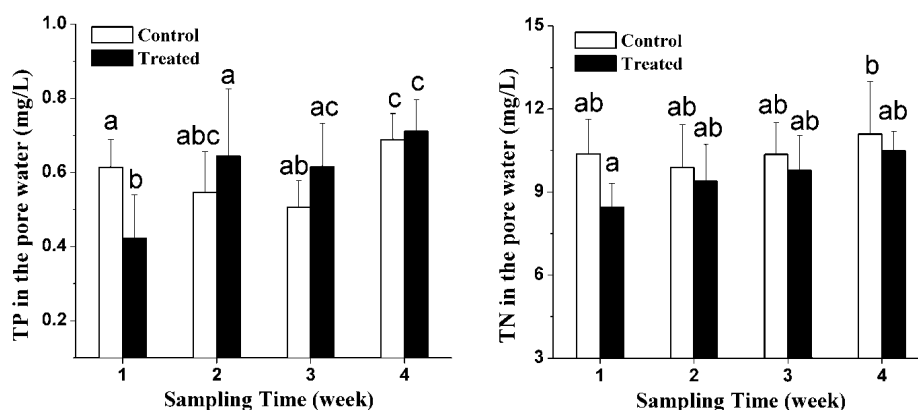 TP in the pore water (mg/L)
1.0
0.8
0.6
0.4
0.2
Control
Treated
a
b
abc
a
ab
ac
c
c
1
2
3
4
Sampling Time (week)
TN in the pore water (mg/L)
15
12
9
6
3
Control
Treated
ab
a
ab
ab
ab
ab
b
1
2
3
4
Sampling Time (week)